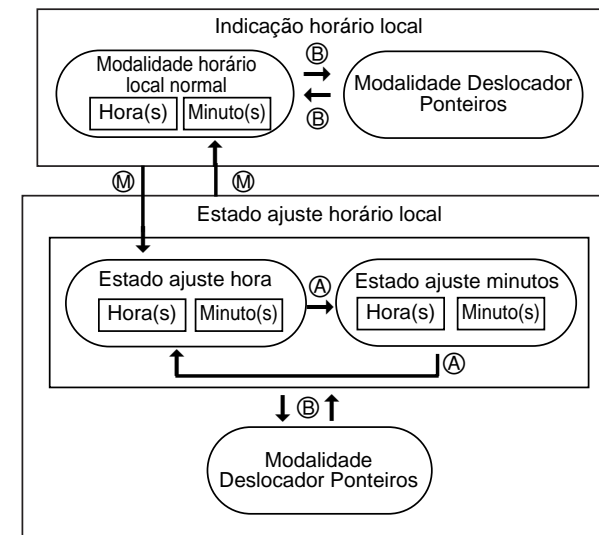 Indicação horário local
Modalidade horário
local normal
Hora(s) Minuto(s)
Ⓑ
Ⓑ
Modalidade Deslocador
Ponteiros
Ⓜ Ⓜ
Estado ajuste horário local
Estado ajuste hora
Hora(s) Minuto(s)
Ⓐ
Estado ajuste minutos
Hora(s) Minuto(s)
Ⓐ
Ⓑ
Modalidade
Deslocador Ponteiros